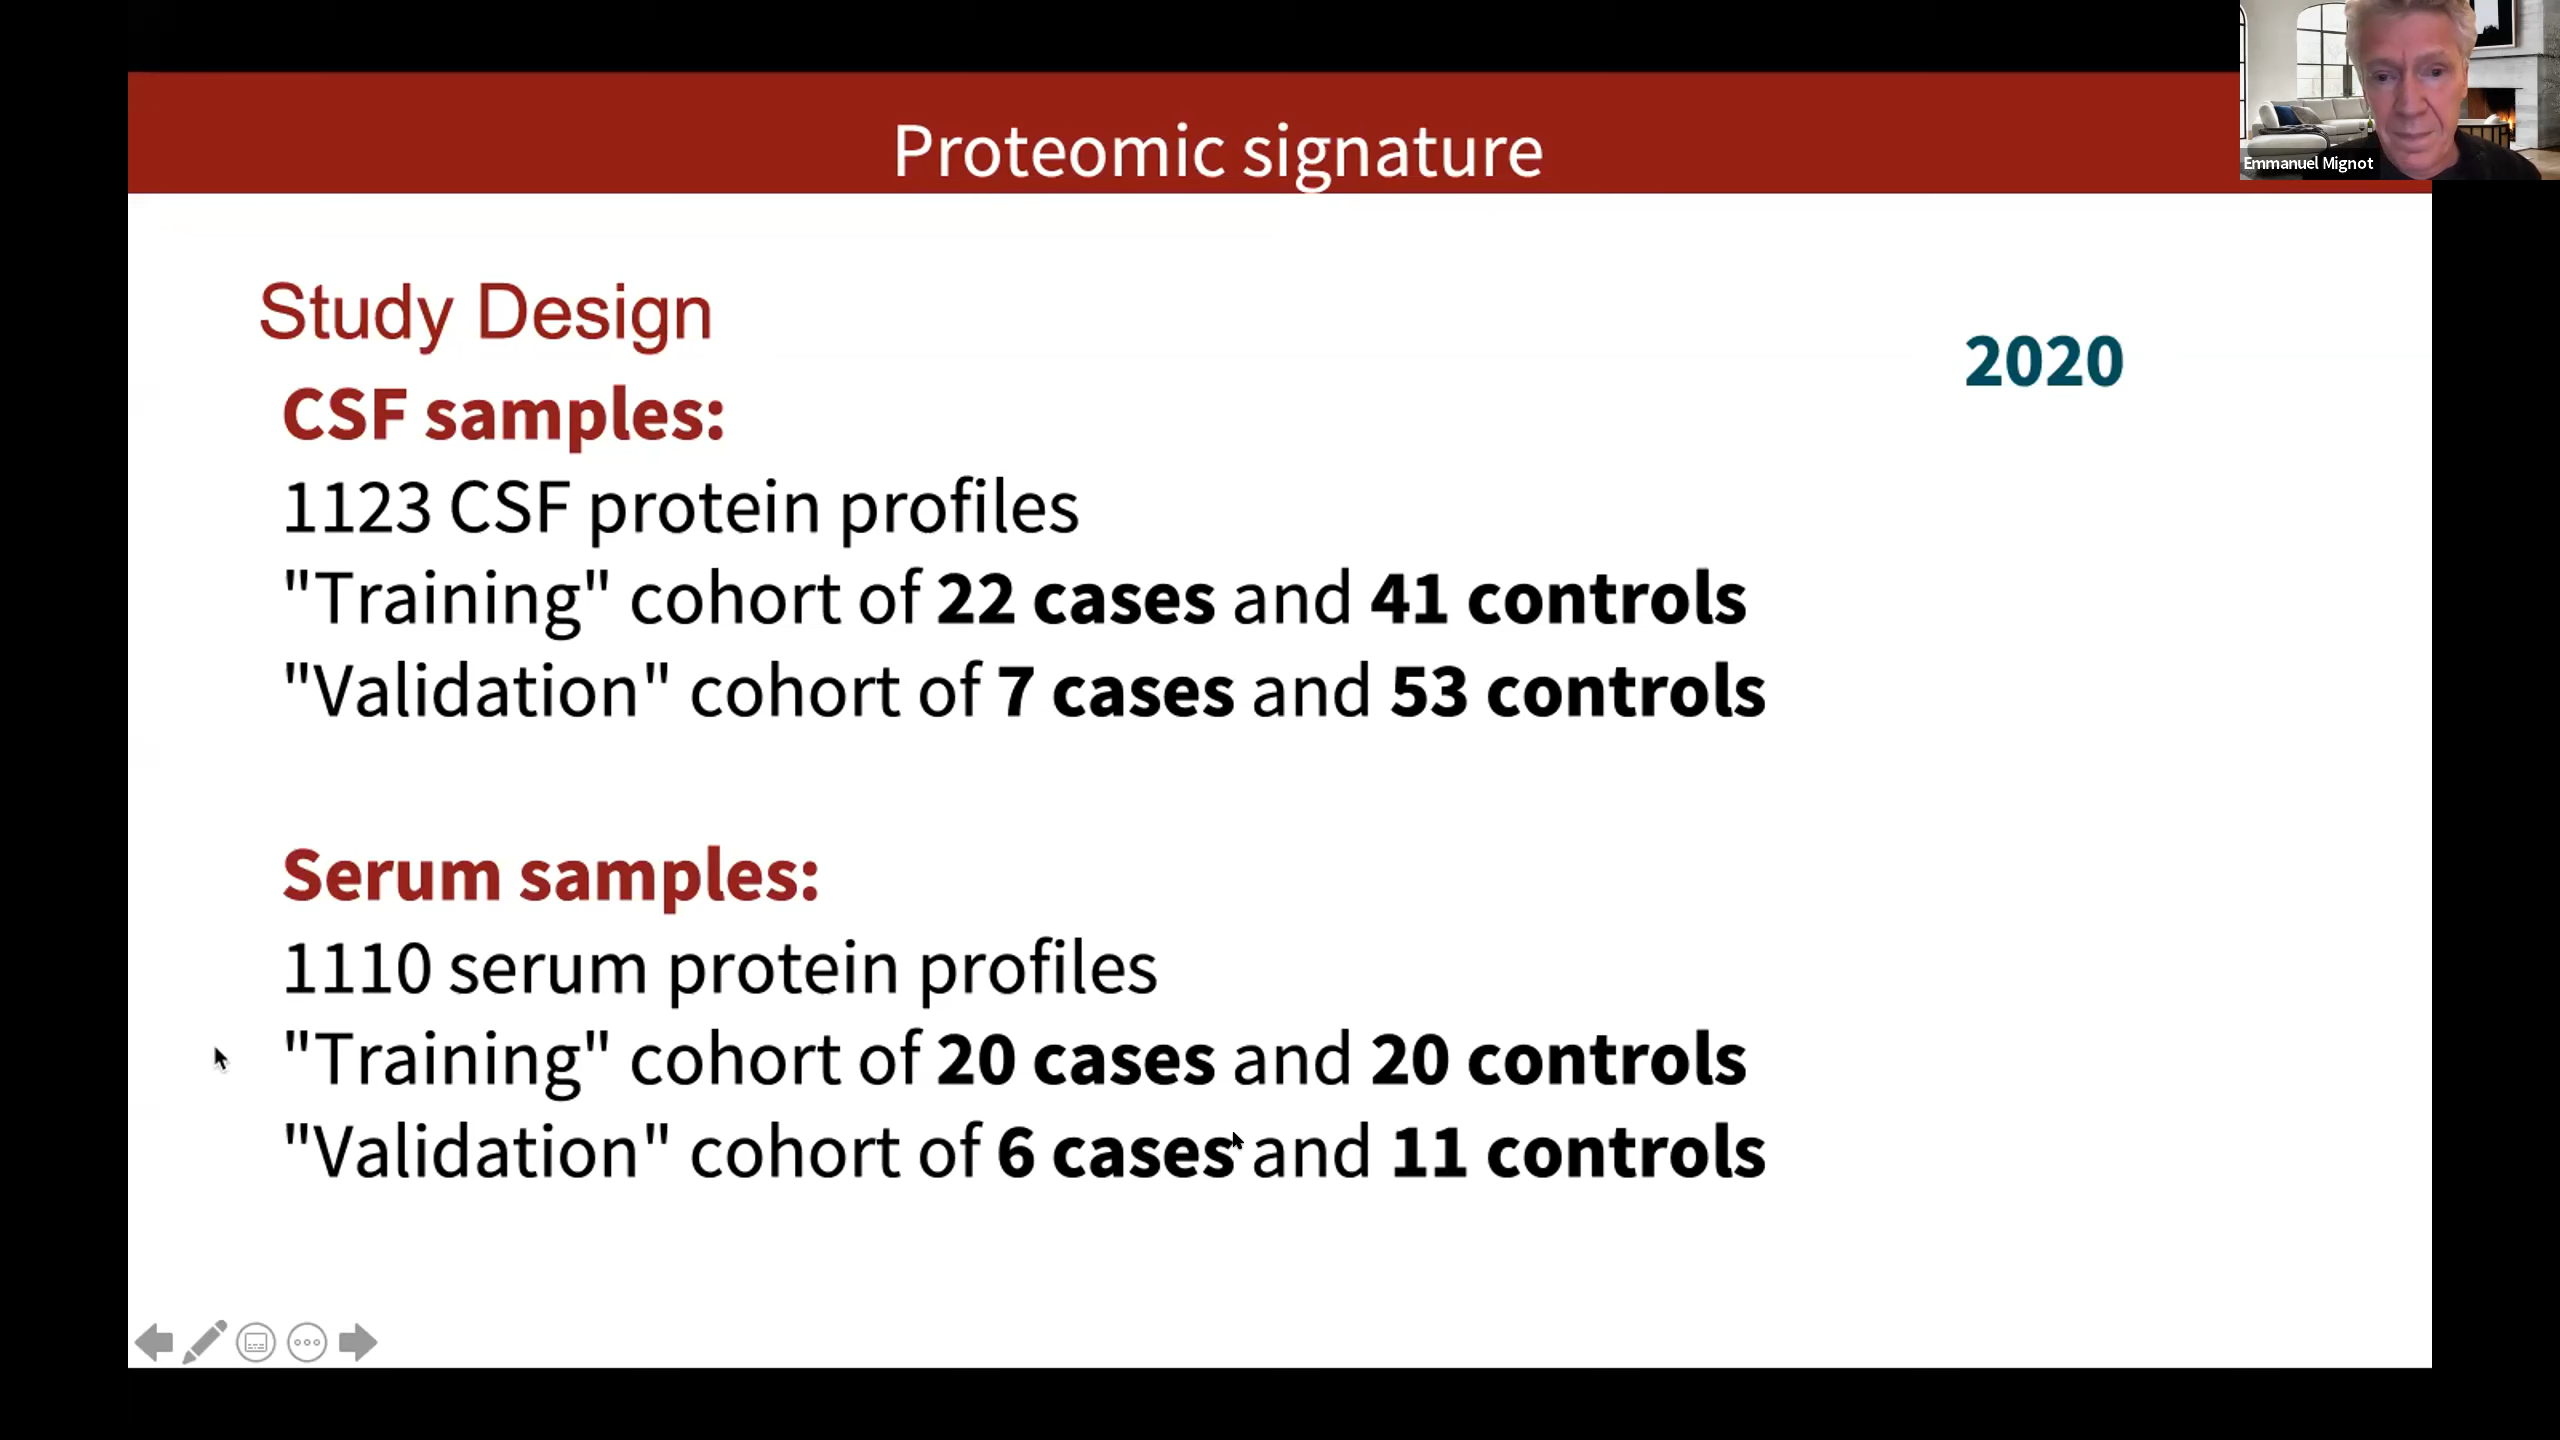 Proteomic signature
Emmanuel Mignot
Study Design
2020
CSF samples:
1123 CSF protein profiles
"Training" cohort of 22 cases and 41 controls
"Validation" cohort of 7 cases and 53 controls
Serum samples:
1110 serum protein profiles
"Training" cohort of 20 cases and 20 controls
"Validation" cohort of 6 cases and 11 controls